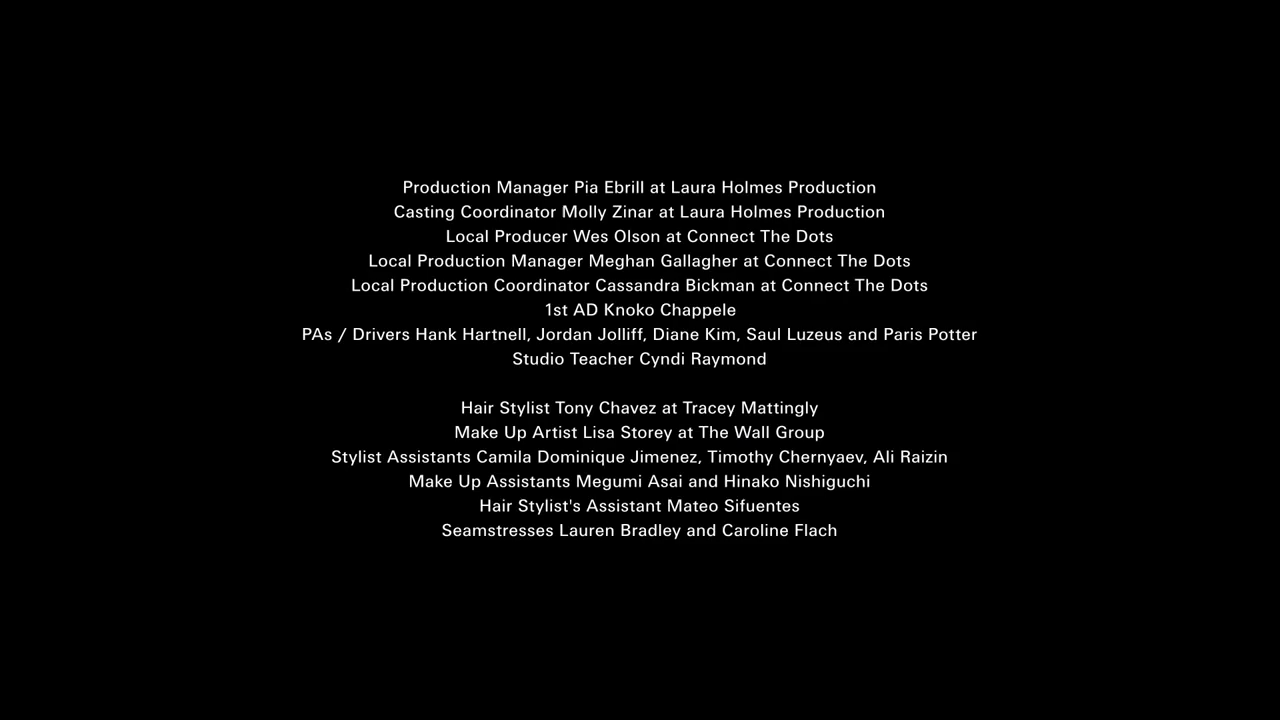 Production Manager Pia Ebrill at Laura Holmes Production
Casting Coordinator Molly Zinar at Laura Holmes Production
Local Producer Wes Olson at Connect The Dots
Local Production Manager Meghan Gallagher at Connect The Dots
Local Production Coordinator Cassandra Bickman at Connect The Dots
1st AD Knoko Chappele
PAs / Drivers Hank Hartnell, Jordan Jolliff, Diane Kim, Saul Luzeus and Paris Potter
Studio Teacher Cyndi Raymond
Hair Stylist Tony Chavez at Tracey Mattingly
Make Up Artist Lisa Storey at The Wall Group
Stylist Assistants Camila Dominique Jimenez, Timothy Chernyaev, Ali Raizin
Make Up Assistants Megumi Asai and Hinako Nishiguchi
Hair Stylist's Assistant Mateo Sifuentes
Seamstresses Lauren Bradley and Caroline Flach